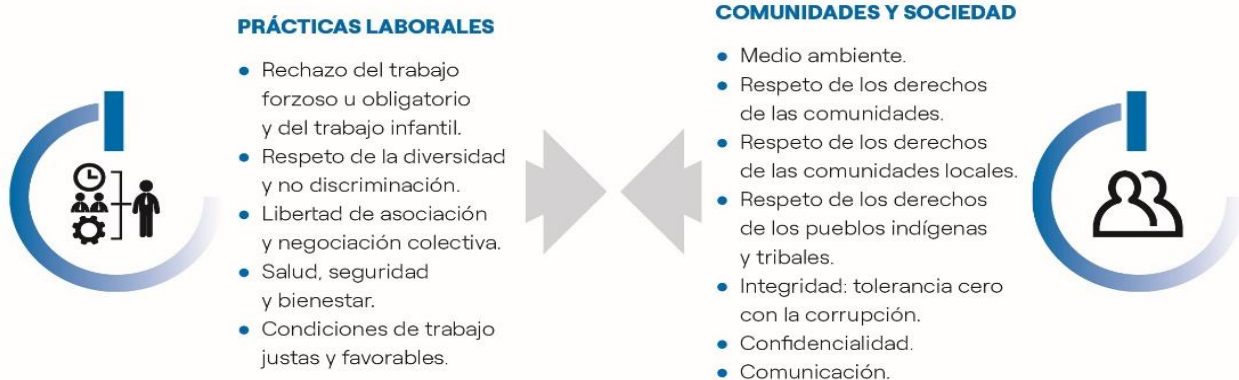 PRÁCTICAS LABORALES
• Rechazo del trabajo
forzoso u obligatorio
y del trabajo infantil.
• Respeto de la diversidad
y no discriminación.
• Libertad de asociación
y negociación colectiva.
• Salud, seguridad
y bienestar.
• Condiciones de trabajo
justas y favorables.
COMUNIDADES Y SOCIEDAD
• Medio ambiente.
• Respeto de los derechos
de las comunidades.
• Respeto de los derechos
de las comunidades locales.
• Respeto de los derechos
de los pueblos indígenas
y tribales.
• Integridad: tolerancia cero
con la corrupción.
• Confidencialidad.
• Comunicación.